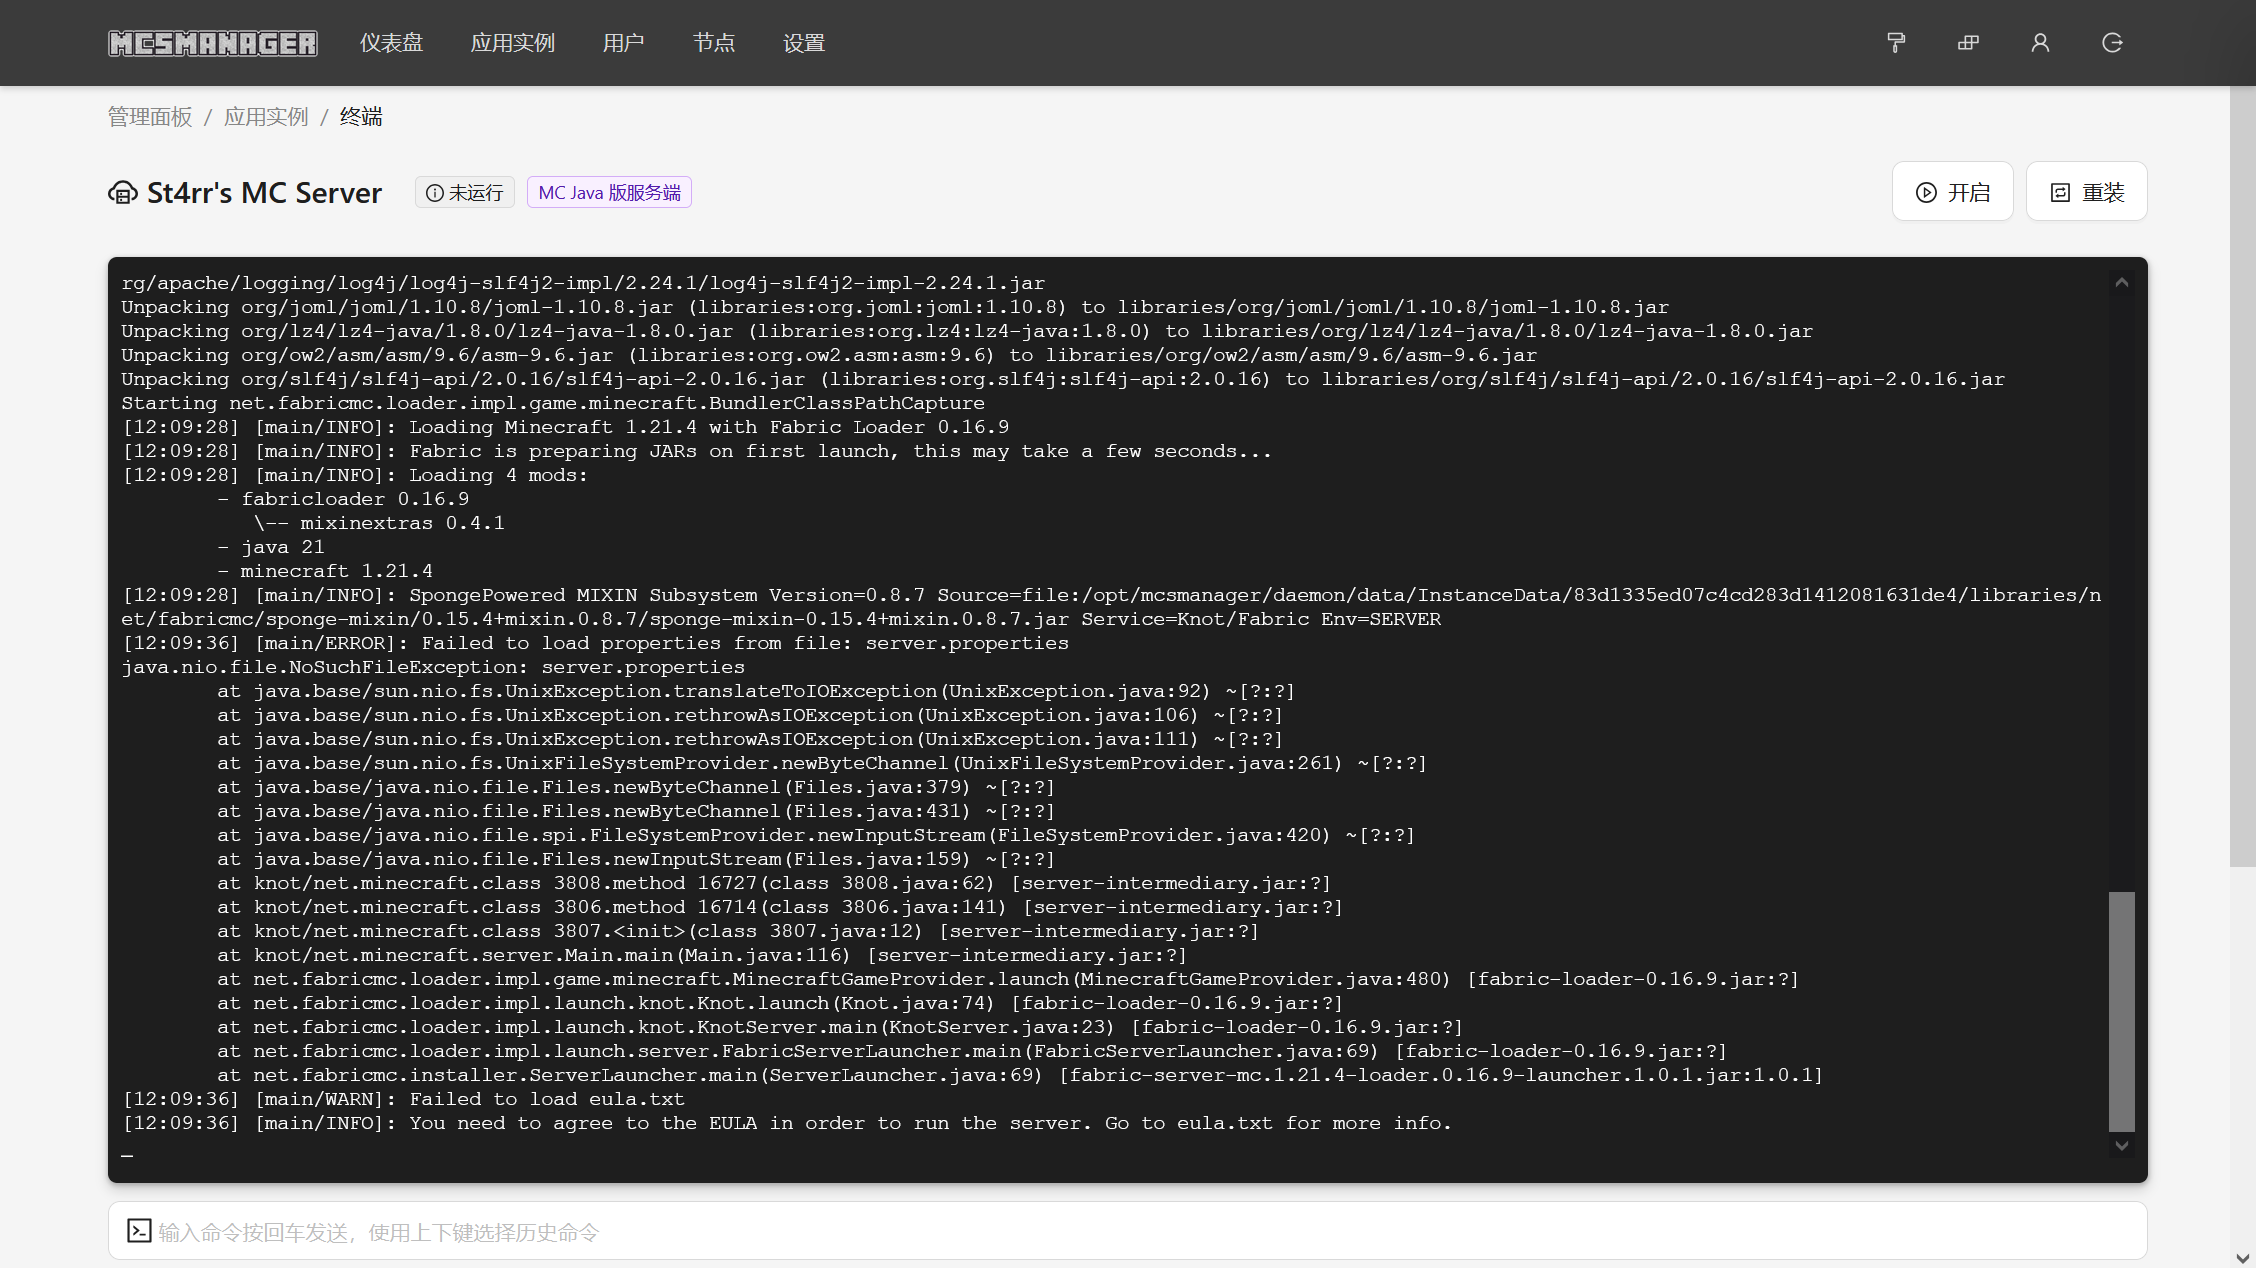 MCSMANAGER 仪表盘 应用实例 用户 节点 设置
管理面板 / 应用实例 / 终端
St4rr's MC Server 未运行 MC Java 版服务端 开启 重装
rg/apache/logging/log4j/log4j-slf4j2-impl/2.24.1/log4j-slf4j2-impl-2.24.1.jar
Unpacking org/joml/joml/1.10.8/joml-1.10.8.jar (libraries:org.joml:joml:1.10.8) to libraries/org/joml/joml/1.10.8/joml-1.10.8.jar
Unpacking org/lz4/lz4-java/1.8.0/lz4-java-1.8.0.jar (libraries:org.lz4:lz4-java:1.8.0) to libraries/org/lz4/lz4-java/1.8.0/lz4-java-1.8.0.jar
Unpacking org/ow2/asm/asm/9.6/asm-9.6.jar (libraries:org.ow2.asm:asm:9.6) to libraries/org/ow2/asm/asm/9.6/asm-9.6.jar
Unpacking org/slf4j/slf4j-api/2.0.16/slf4j-api-2.0.16.jar (libraries:org.slf4j:slf4j-api:2.0.16) to libraries/org/slf4j/slf4j-api/2.0.16/slf4j-api-2.0.16.jar
Starting net.fabricmc.loader.impl.game.minecraft.BundlerClassPathCapture
[12:09:28] [main/INFO]: Loading Minecraft 1.21.4 with Fabric Loader 0.16.9
[12:09:28] [main/INFO]: Fabric is preparing JARs on first launch, this may take a few seconds...
[12:09:28] [main/INFO]: Loading 4 mods:
- fabricloader 0.16.9
\-- mixinextras 0.4.1
- java 21
- minecraft 1.21.4
[12:09:28] [main/INFO]: SpongePowered MIXIN Subsystem Version=0.8.7 Source=file:/opt/mcsmanager/daemon/data/InstanceData/83d1335ed07c4cd283d1412081631de4/libraries/n
et/fabricmc/sponge-mixin/0.15.4+mixin.0.8.7/sponge-mixin-0.15.4+mixin.0.8.7.jar Service=Knot/Fabric Env=SERVER
[12:09:36] [main/ERROR]: Failed to load properties from file: server.properties
java.nio.file.NoSuchFileException: server.properties
at java.base/sun.nio.fs.UnixException.translateToIOException(UnixException.java:92) ~[?:?]
at java.base/sun.nio.fs.UnixException.rethrowAsIOException(UnixException.java:106) ~[?:?]
at java.base/sun.nio.fs.UnixException.rethrowAsIOException(UnixException.java:111) ~[?:?]
at java.base/sun.nio.fs.UnixFileSystemProvider.newByteChannel(UnixFileSystemProvider.java:261) ~[?:?]
at java.base/java.nio.file.Files.newByteChannel(Files.java:379) ~[?:?]
at java.base/java.nio.file.Files.newByteChannel(Files.java:431) ~[?:?]
at java.base/java.nio.file.spi.FileSystemProvider.newInputStream(FileSystemProvider.java:420) ~[?:?]
at java.base/java.nio.file.Files.newInputStream(Files.java:159) ~[?:?]
at knot/net.minecraft.class 3808.method 16727(class 3808.java:62) [server-intermediary.jar:?]
at knot/net.minecraft.class 3806.method 16714(class 3806.java:141) [server-intermediary.jar:?]
at knot/net.minecraft.class 3807.<init>(class 3807.java:12) [server-intermediary.jar:?]
at knot/net.minecraft.server.Main.main(Main.java:116) [server-intermediary.jar:?]
at net.fabricmc.loader.impl.game.minecraft.MinecraftGameProvider.launch(MinecraftGameProvider.java:480) [fabric-loader-0.16.9.jar:?]
at net.fabricmc.loader.impl.launch.knot.Knot.launch(Knot.java:74) [fabric-loader-0.16.9.jar:?]
at net.fabricmc.loader.impl.launch.knot.KnotServer.main(KnotServer.java:23) [fabric-loader-0.16.9.jar:?]
at net.fabricmc.loader.impl.launch.server.FabricServerLauncher.main(FabricServerLauncher.java:69) [fabric-loader-0.16.9.jar:?]
at net.fabricmc.installer.ServerLauncher.main(ServerLauncher.java:69) [fabric-server-mc.1.21.4-loader.0.16.9-launcher.1.0.1.jar:1.0.1]
[12:09:36] [main/WARN]: Failed to load eula.txt
[12:09:36] [main/INFO]: You need to agree to the EULA in order to run the server. Go to eula.txt for more info.
输入命令按回车发送，使用上下键选择历史命令